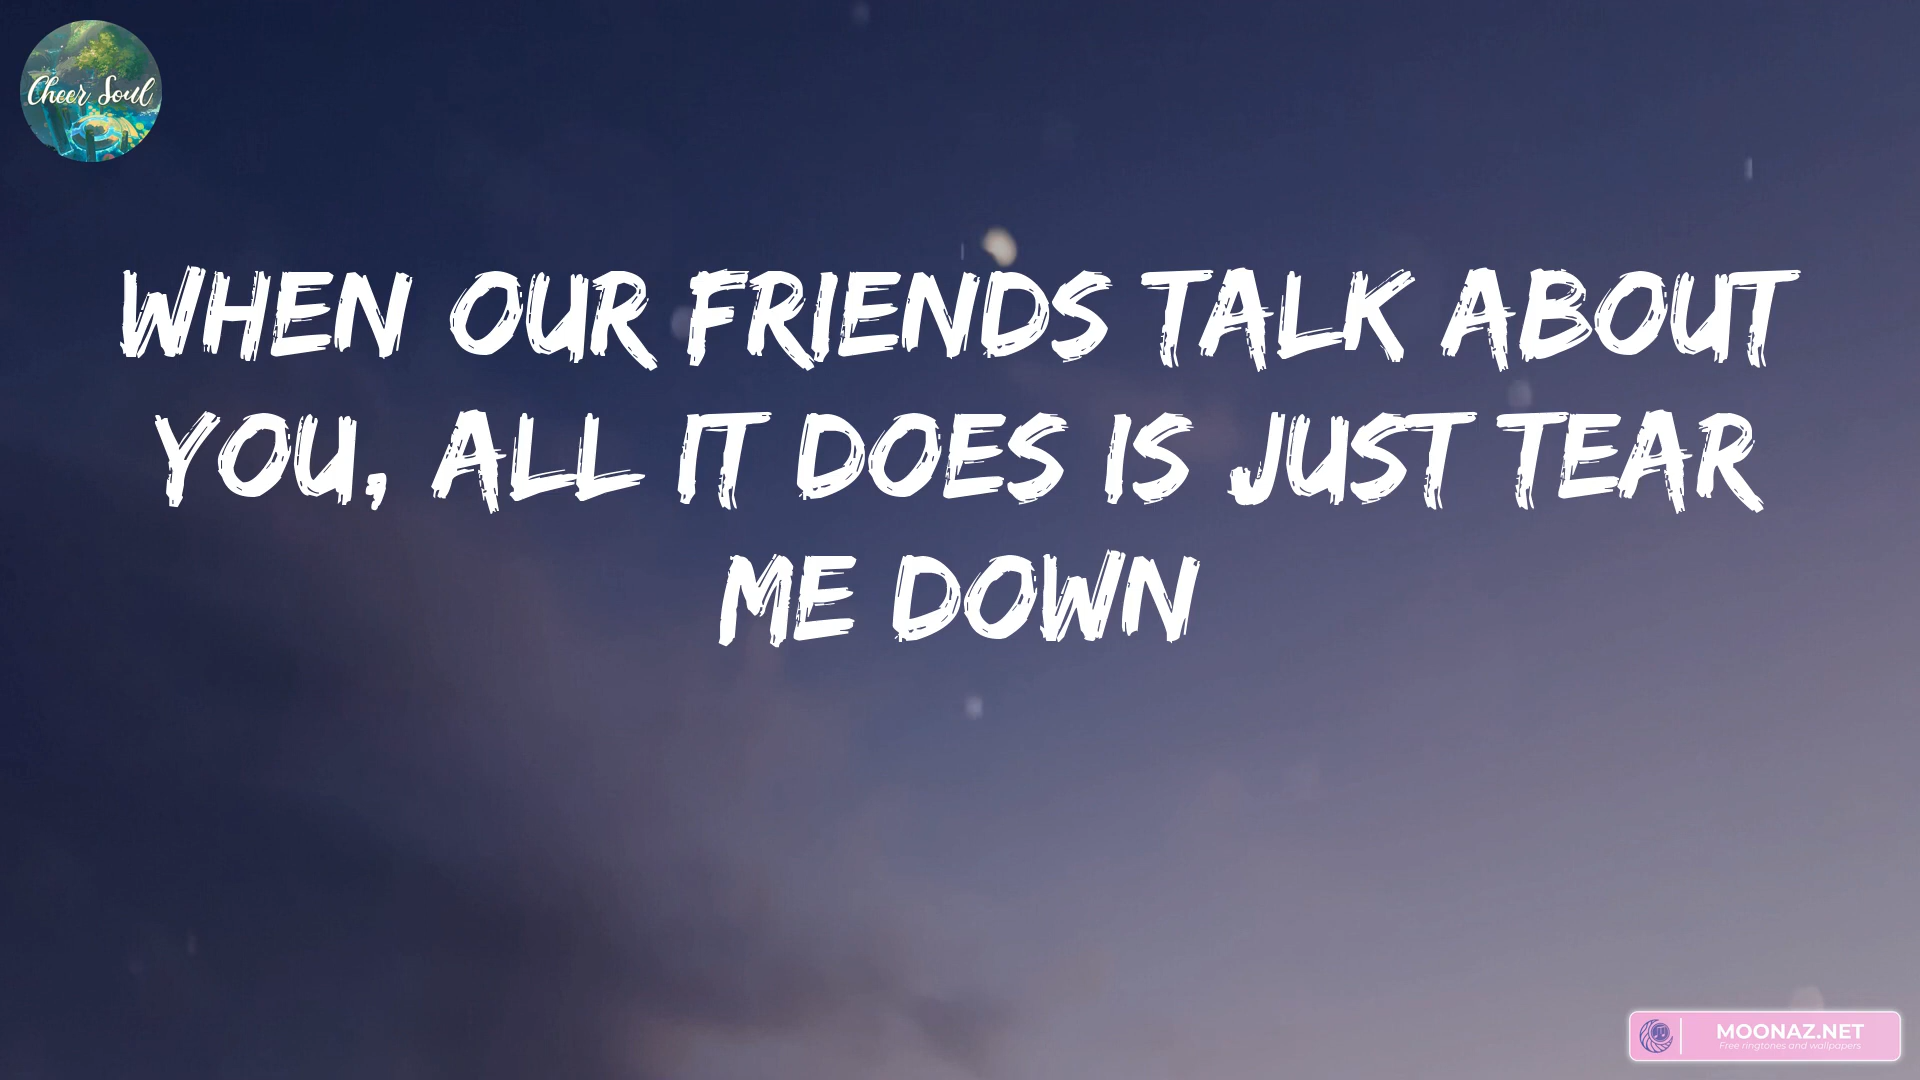 Cheer Soul
WHEN OUR FRIENDS TALK ABOUT
YOU, ALL IT DOES IS JUST TEAR
ME DOWN
MOONAZ.NET
Free ringtones and wallpapers